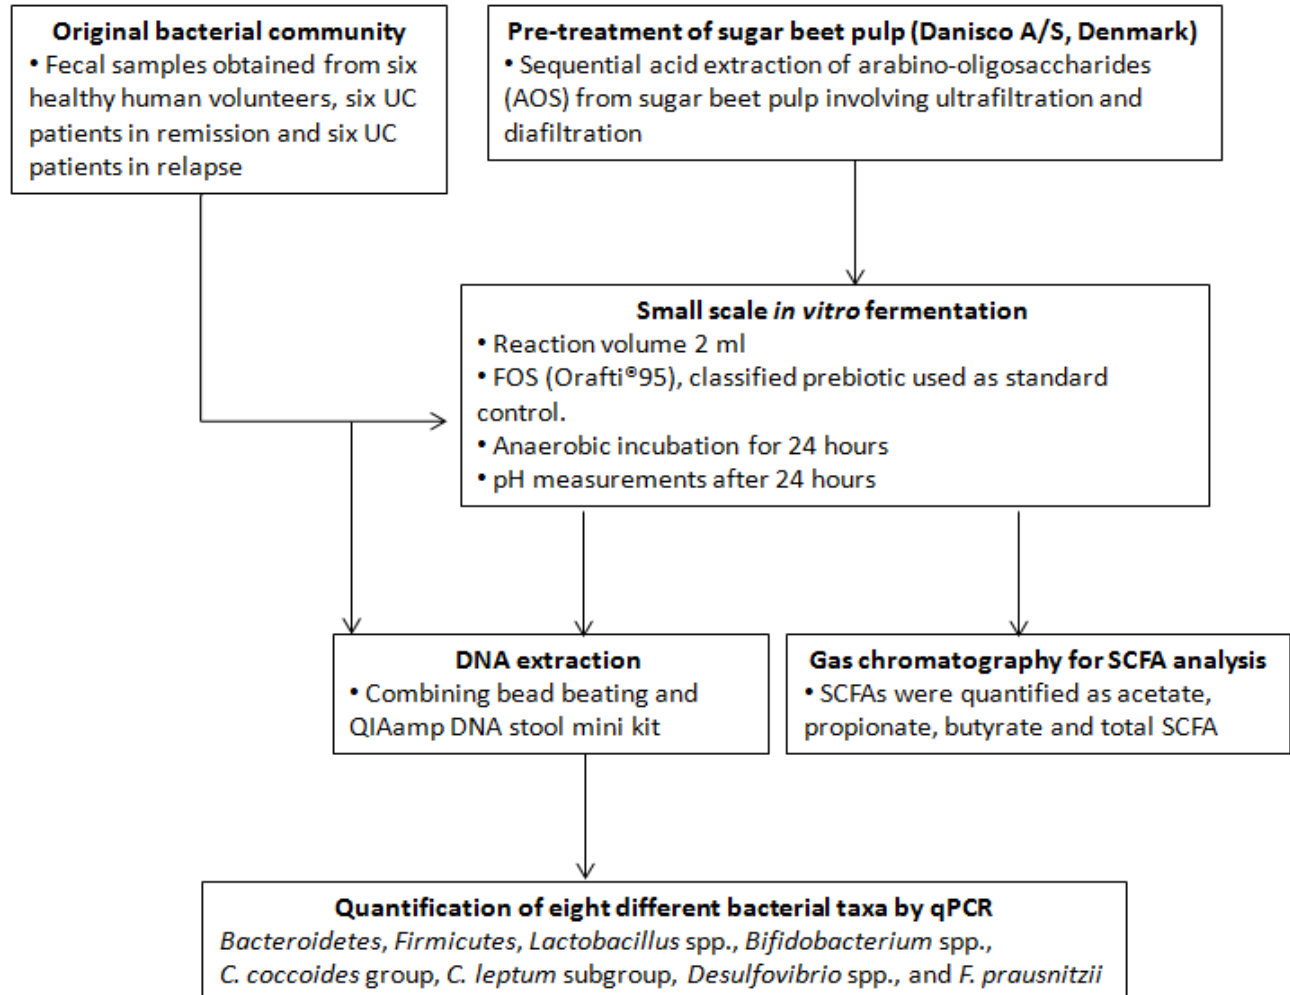 Original bacterial community
• Fecal samples obtained from six
healthy human volunteers, six UC
patients in remission and six UC
patients in relapse
Pre-treatment of sugar beet pulp (Danisco A/S, Denmark)
• Sequential acid extraction of arabino-oligosaccharides
(AOS) from sugar beet pulp involving ultrafiltration and
diafiltration
Small scale in vitro fermentation
• Reaction volume 2 ml
• FOS (Orafti®95), classified prebiotic used as standard
control.
• Anaerobic incubation for 24 hours
• pH measurements after 24 hours
DNA extraction
• Combining bead beating and
QIAamp DNA stool mini kit
Gas chromatography for SCFA analysis
• SCFAs were quantified as acetate,
propionate, butyrate and total SCFA
Quantification of eight different bacterial taxa by qPCR
Bacteroidetes, Firmicutes, Lactobacillus spp., Bifidobacterium spp.,
C. coccoides group, C. leptum subgroup, Desulfovibrio spp., and F. prausnitzii